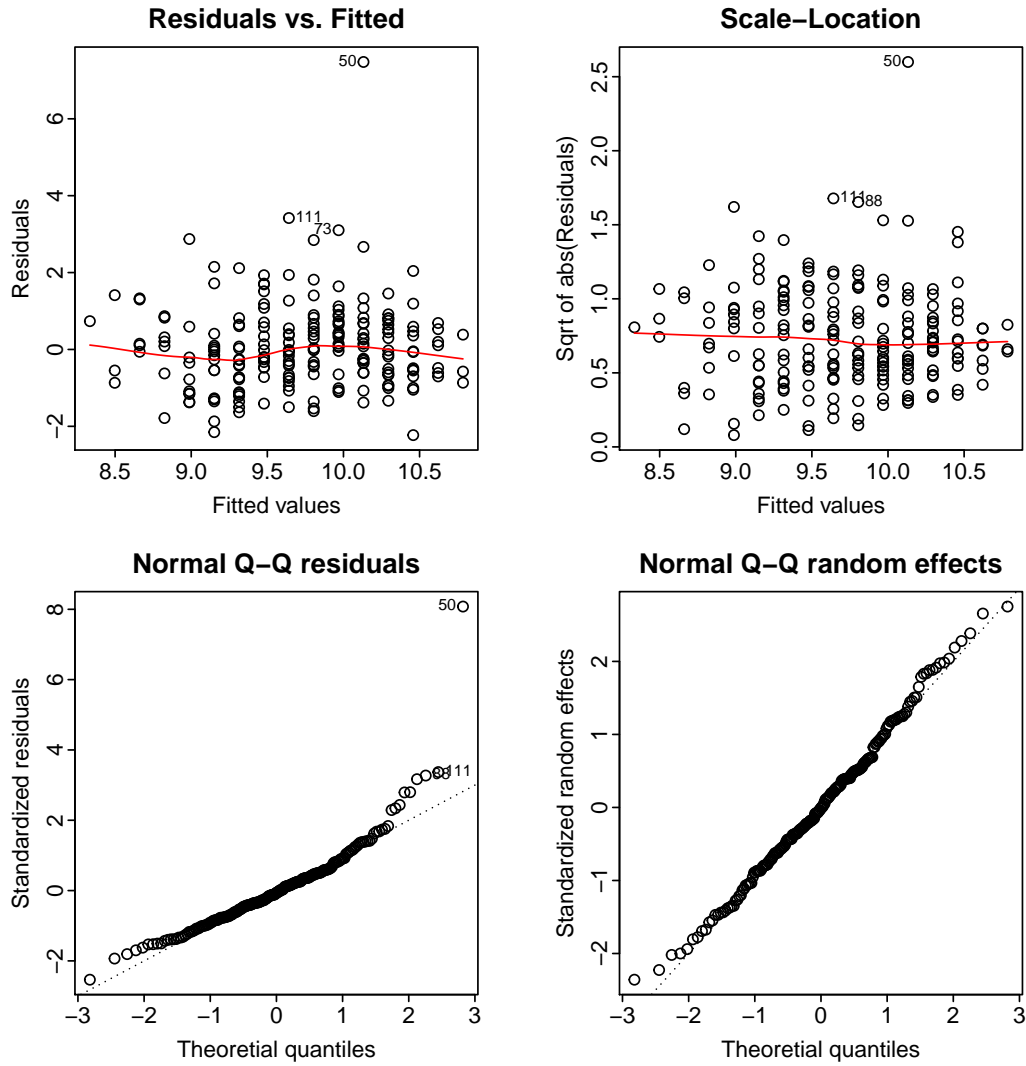 Residuals vs. Fitted
Residuals
−2
0
2
4
6
50
111
73
8.5 9.0 9.5 10.0 10.5
Fitted values
Scale−Location
Sqrt of abs(Residuals)
0.0
0.5
1.0
1.5
2.0
2.5
50
111
88
8.5 9.0 9.5 10.0 10.5
Fitted values
Normal Q−Q residuals
Standardized residuals
−2
0
2
4
6
8
50
111
−3 −2 −1 0 1 2 3
Theoretial quantiles
Normal Q−Q random effects
Standardized random effects
−2
−1
0
1
2
−3 −2 −1 0 1 2 3
Theoretial quantiles